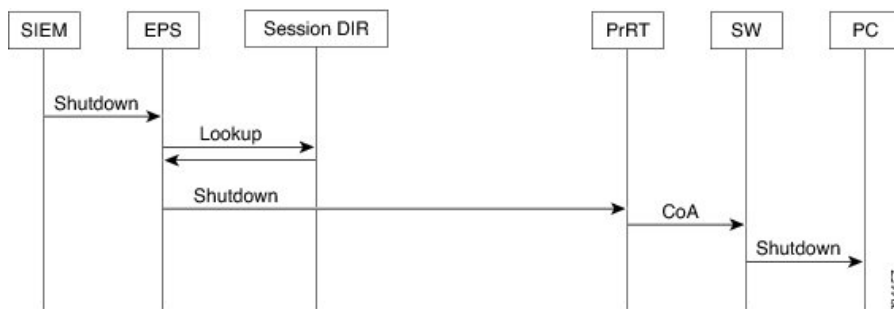 SIEM EPS Session DIR PrRT SW PC
Shutdown
Lookup
Shutdown
CoA
Shutdown